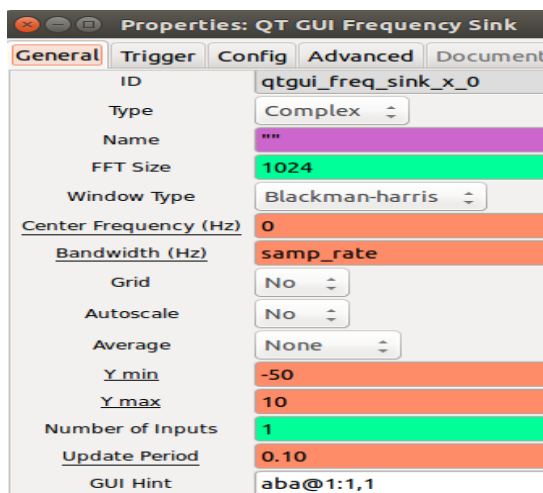 Properties: QT GUI Frequency Sink
General Trigger Config Advanced Document
ID qtgui_freq_sink_x_0
Type Complex
Name ""
FFT Size 1024
Window Type Blackman-harris
Center Frequency (Hz) 0
Bandwidth (Hz) samp_rate
Grid No
Autoscale No
Average None
Y min -50
Y max 10
Number of Inputs 1
Update Period 0.10
GUI Hint aba@1:1,1